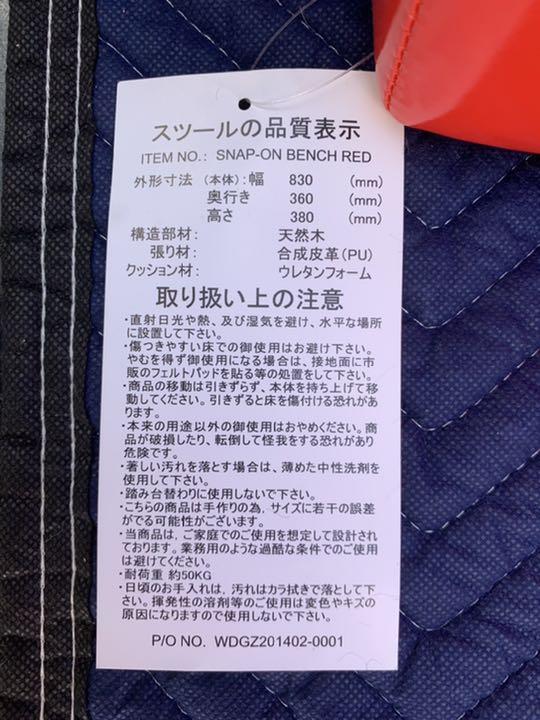 スツールの品質表示
ITEM NO.: SNAP-ON BENCH RED
外形寸法 (本体):幅 830 (mm)
奥行き 360 (mm)
高さ 380 (mm)
構造部材: 天然木
張り材: 合成皮革(PU)
クッション材: ウレタンフォーム
取り扱い上の注意
・直射日光や熱、及び湿気を避け、水平な場所
に設置して下さい。
・傷つきやすい床での御使用はお避け下さい。
やむを得ず御使用になる場合は、接地面に市
販のフェルトパッドを貼る等の処置をして下さい。
・商品の移動は引きずらず、本体を持ち上げて移
動してください。引きずると床を傷付ける恐れがあ
ります。
・本来の用途以外の御使用はおやめください。商
品が破損したり、転倒して怪我をする恐れがあり
危険です。
・著しい汚れを落とす場合は、薄めた中性洗剤を
使用して下さい。
・踏み台替わりに使用しないで下さい。
・こちらの商品は手作りの為，サイズに若干の誤差
がでる可能性がございます。
・当商品は，ご家庭でのご使用を想定して設計され
ております。業務用のような過酷な条件でのご使用
は避けてください。
・耐荷重 約50KG
・日頃のお手入れは，汚れはカラ拭きで落として下
さい。揮発性の溶剤等のご使用は変色やキズの
原因になりますので使用しないで下さい。
P/O NO. WDGZ201402-0001